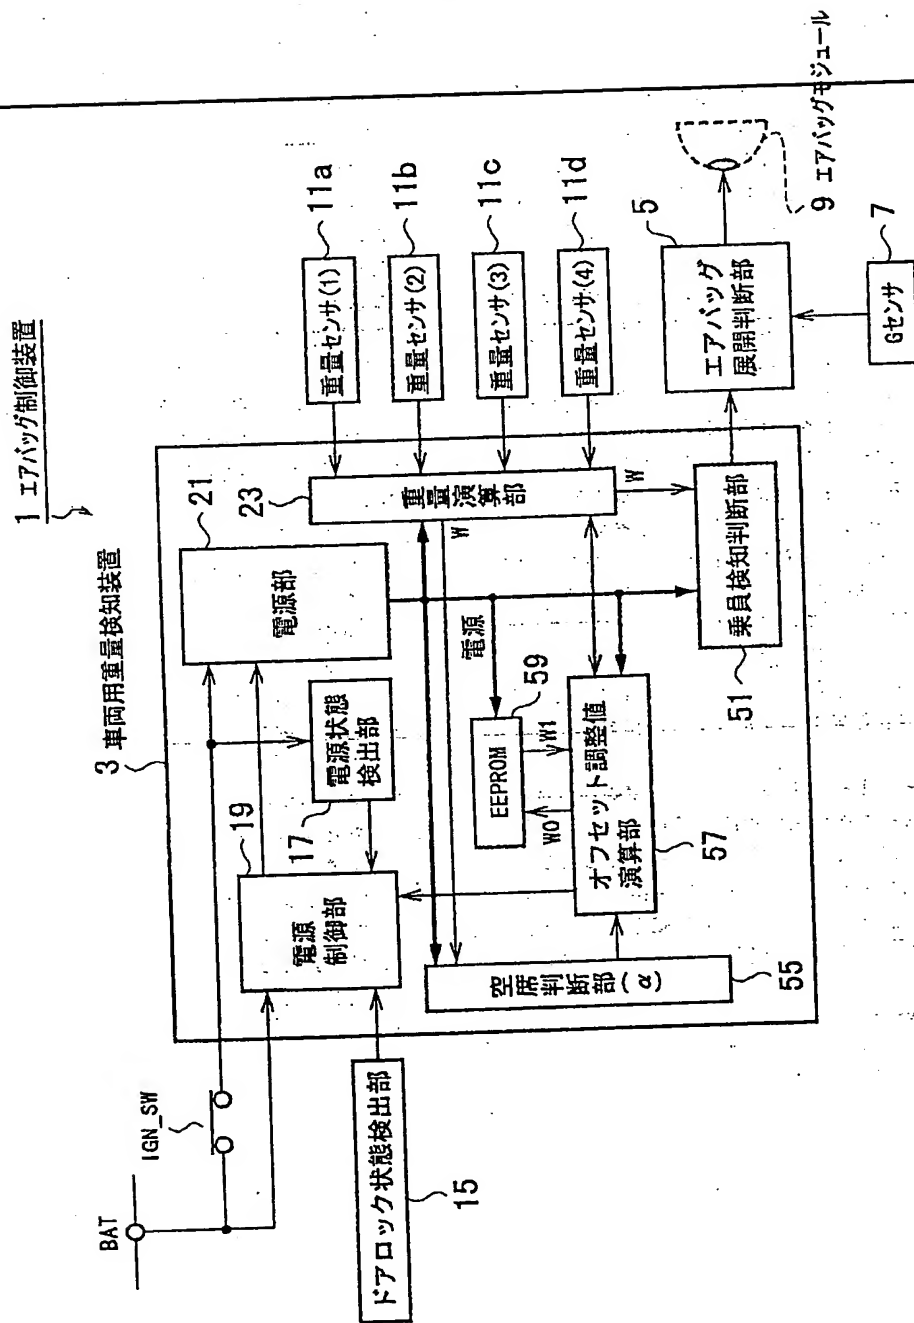 1 エアバッグ制御装置
3 車両用重量検知装置
BAT
IGN_SW
19
電源
制御部
17
電源状態
検出部
21
電源部
23
重量演算部
W
W
11a
重量センサ(1)
11b
重量センサ(2)
11c
重量センサ(3)
11d
重量センサ(4)
ドアロック状態検出部
15
電源
59
EEPROM
W0
W1
空席判断部(α)
55
オフセット調整値
演算部
57
乗員検知判断部
51
5
エアバッグ
展開判断部
9 エアバッグモジュール
Gセンサ
7